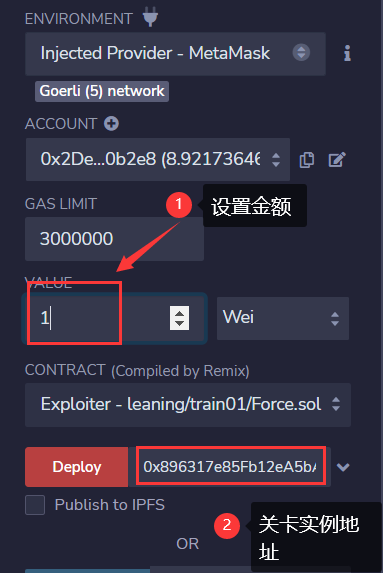 ENVIRONMENT
Injected Provider - MetaMask
Goerli (5) network
ACCOUNT
0x2De...0b2e8 (8.92173646
GAS LIMIT
1 设置金额
3000000
VALUE
1 Wei
CONTRACT (Compiled by Remix)
Exploiter - leaning/train01/Force.sol
Deploy 0x896317e85Fb12eA5bA
Publish to IPFS
2 关卡实例地
址
OR